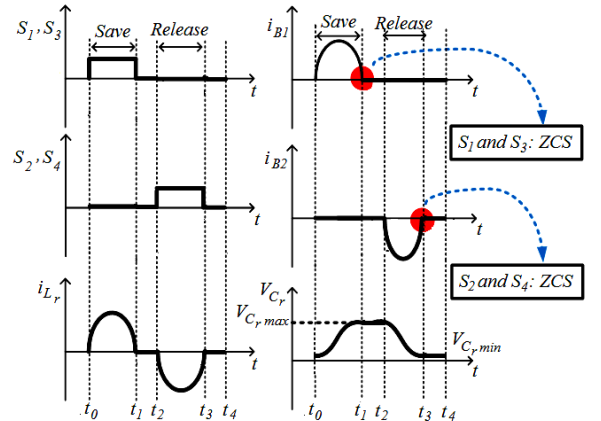 S1, S3
Save
Release
t
S2, S4
t
iLr
t
t0 t1 t2 t3 t4
iB1
Save
Release
t
S1 and S3: ZCS
iB2
t
S2 and S4: ZCS
VCr
VCr max
VCr min
t
t0 t1 t2 t3 t4